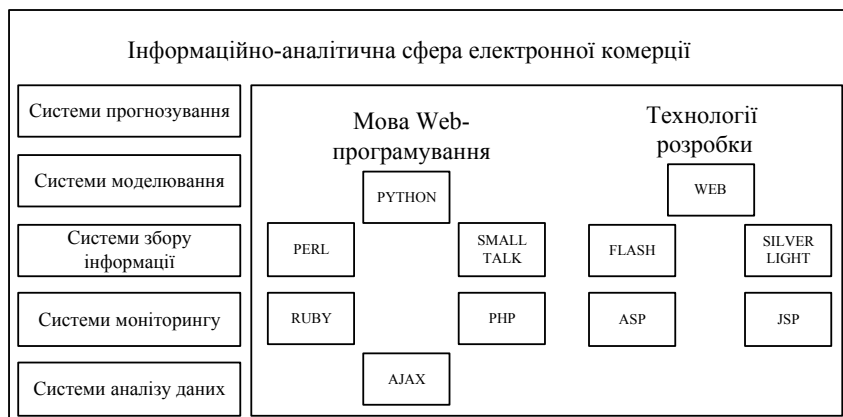 Інформаційно-аналітична сфера електронної комерції
Системи прогнозування
Системи моделювання
Системи збору
інформації
Системи моніторингу
Системи аналізу даних
Мова Web-
програмування
PYTHON
PERL
SMALL
TALK
RUBY
PHP
AJAX
Технології
розробки
WEB
FLASH
SILVER
LIGHT
ASP
JSP